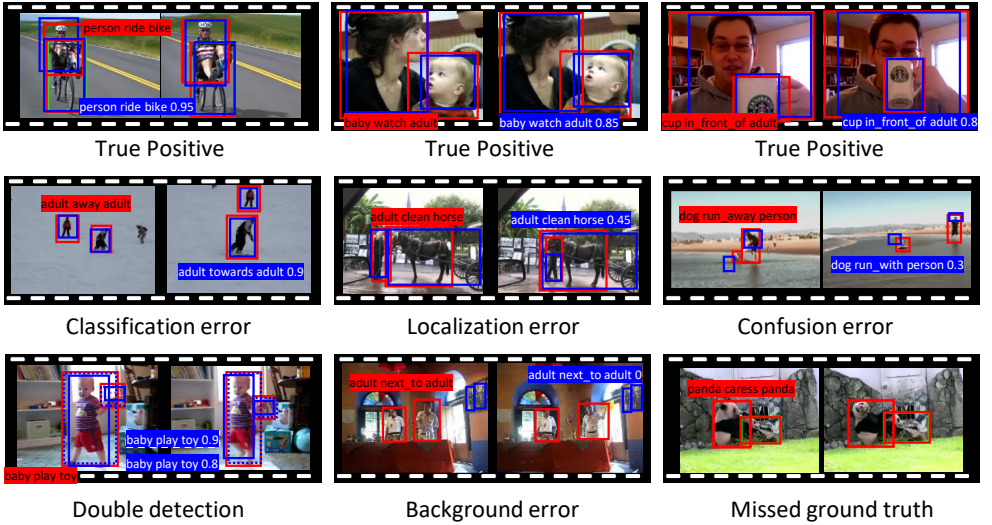 person ride bike
person ride bike 0.95
baby watch adult
baby watch adult 0.85
cup in_front_of adult
cup in_front_of adult 0.8
True Positive
True Positive
True Positive
adult away adult
adult towards adult 0.9
adult clean horse
adult clean horse 0.45
dog run_away person
dog run_with person 0.3
Classification error
Localization error
Confusion error
baby play toy 0.9
baby play toy 0.8
baby play toy
adult next_to adult
adult next_to adult 0
panda caress panda
Double detection
Background error
Missed ground truth